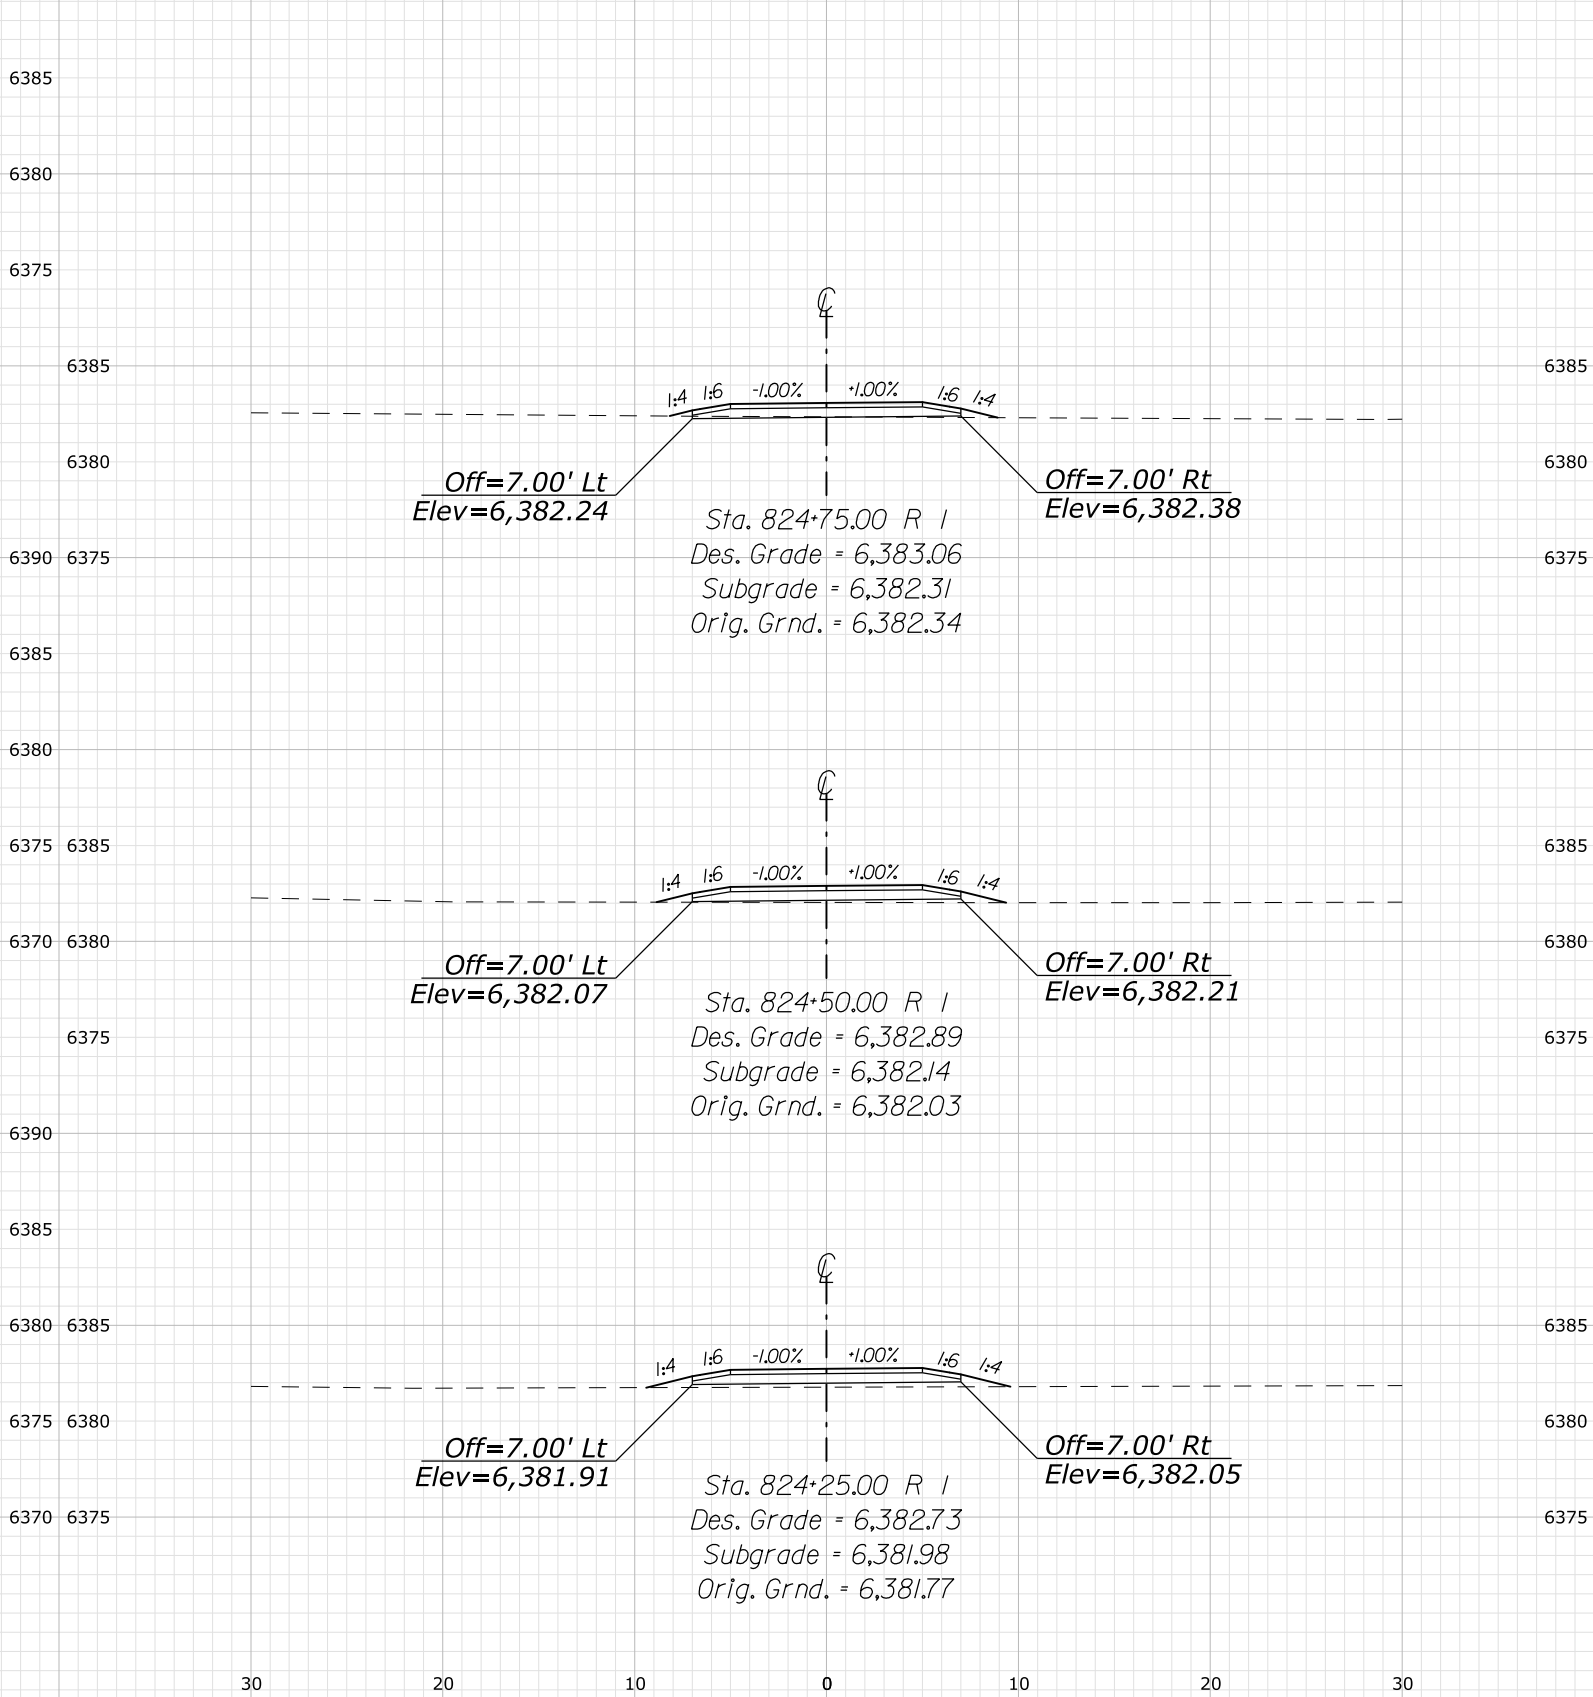 6385
6380
6375
℄
6385 6385
1:4 1:6 -1.00% +1.00% 1:6 1:4
6380 6380
Off=7.00' Lt Off=7.00' Rt
Elev=6,382.24 Elev=6,382.38
Sta. 824+75.00 R 1
Des. Grade = 6,383.06
6390 6375 6375
Subgrade = 6,382.31
Orig. Grnd. = 6,382.34
6385
6380
℄
6375 6385 6385
1:4 1:6 -1.00% +1.00% 1:6 1:4
6370 6380 6380
Off=7.00' Lt Off=7.00' Rt
Elev=6,382.07 Elev=6,382.21
Sta. 824+50.00 R 1
Des. Grade = 6,382.89
6375 6375
Subgrade = 6,382.14
Orig. Grnd. = 6,382.03
6390
6385
℄
6380 6385 6385
1:4 1:6 -1.00% +1.00% 1:6 1:4
6375 6380 6380
Off=7.00' Lt Off=7.00' Rt
Elev=6,381.91 Elev=6,382.05
Sta. 824+25.00 R 1
Des. Grade = 6,382.73
6370 6375 6375
Subgrade = 6,381.98
Orig. Grnd. = 6,381.77
30 20 10 0 10 20 30